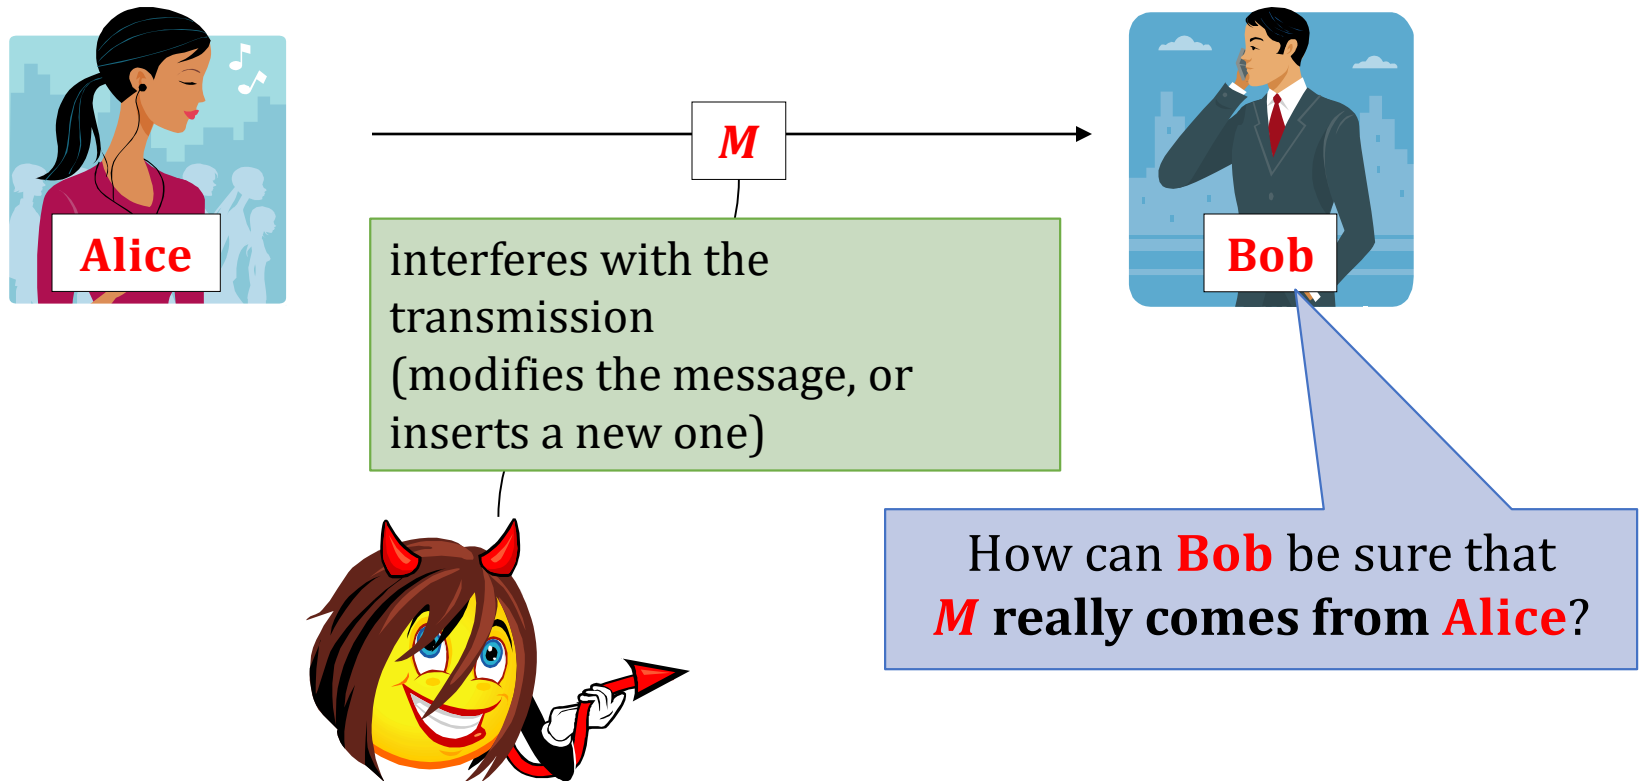 Alice
M
Bob
interferes with the
transmission
(modifies the message, or
inserts a new one)
How can Bob be sure that
M really comes from Alice?